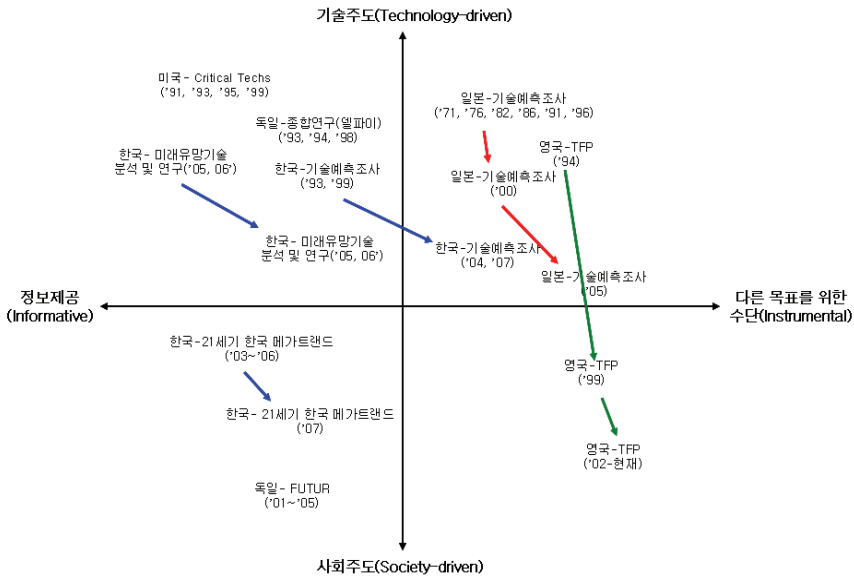 기술주도(Technology-driven)
미국- Critical Techs
('91, '93, '95, '99)
일본-기술예측조사
('71, '76, '82, '86, '91, '96)
독일-종합연구(델파이)
('93, '94, '98)
영국-TFP
('94)
한국- 미래유망기술
분석 및 연구('05, 06')
한국-기술예측조사
('93, '99)
일본-기술예측조사
('00)
한국- 미래유망기술
분석 및 연구('05, 06')
한국-기술예측조사
('04, '07)
일본-기술예측조사
('05)
정보제공
(Informative)
다른 목표를 위한
수단(Instrumental)
한국-21세기 한국 메가트랜드
('03~'06)
영국-TFP
('99)
한국- 21세기 한국 메가트랜드
('07)
영국-TFP
('02-현재)
독일- FUTUR
('01~'05)
사회주도(Society-driven)